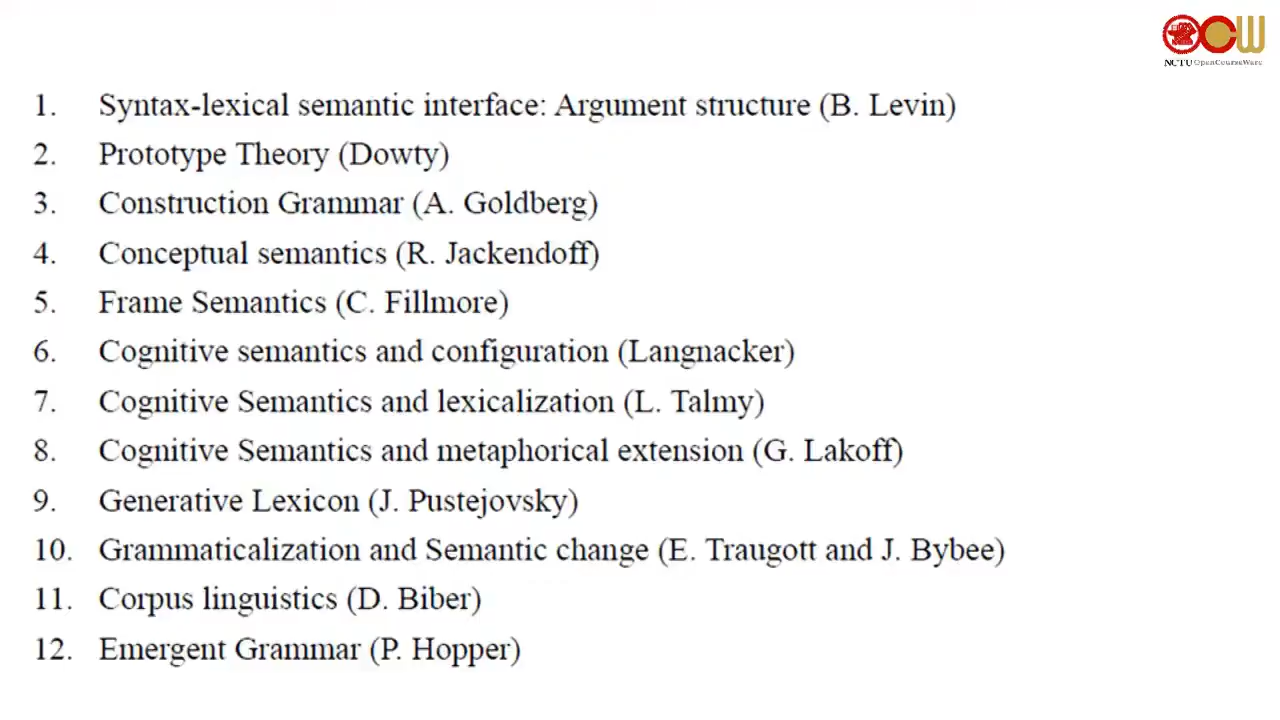 OCW
NCTU OpenCourseWare
1. Syntax-lexical semantic interface: Argument structure (B. Levin)
2. Prototype Theory (Dowty)
3. Construction Grammar (A. Goldberg)
4. Conceptual semantics (R. Jackendoff)
5. Frame Semantics (C. Fillmore)
6. Cognitive semantics and configuration (Langnacker)
7. Cognitive Semantics and lexicalization (L. Talmy)
8. Cognitive Semantics and metaphorical extension (G. Lakoff)
9. Generative Lexicon (J. Pustejovsky)
10. Grammaticalization and Semantic change (E. Traugott and J. Bybee)
11. Corpus linguistics (D. Biber)
12. Emergent Grammar (P. Hopper)